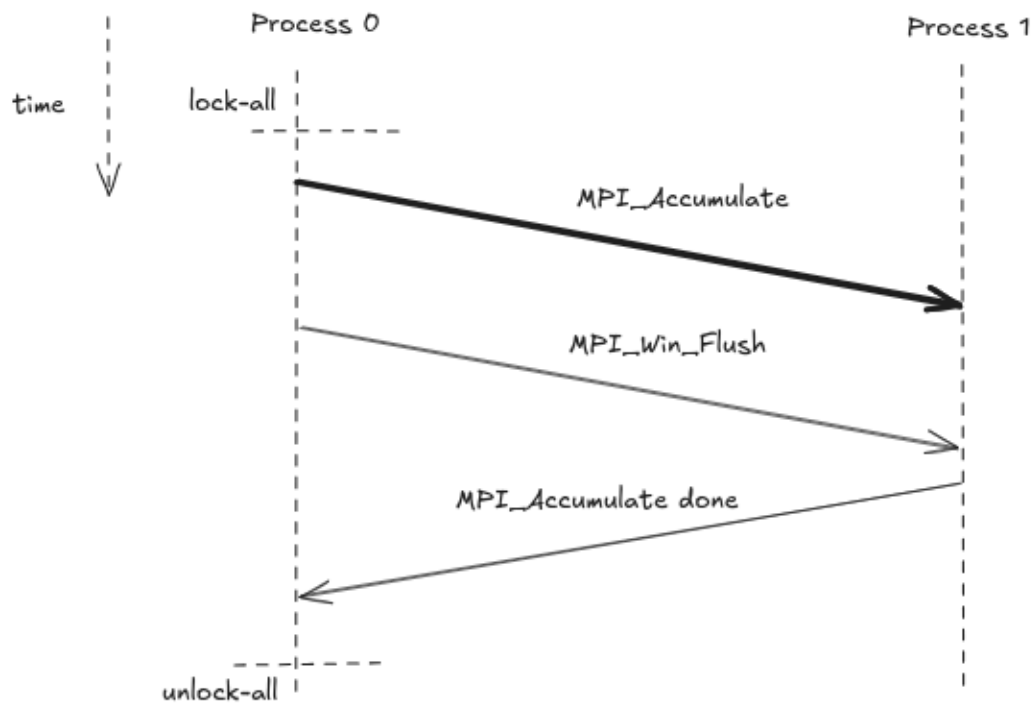 Process 0
Process 1
time
lock-all
MPI_Accumulate
MPI_Win_Flush
MPI_Accumulate done
unlock-all